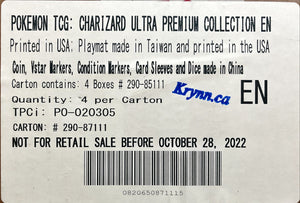 POKEMON TCG: CHARIZARD ULTRA PREMIUM COLLECTION EN
Printed in USA; Playmat made in Taiwan and printed in the USA
Coin, Vstar Markers, Condition Markers, Card Sleeves and Dice made in China
Carton contains: 4 Boxes # 290-85111
Krynn.ca
EN
Quantity: 4 per Carton
TPCi: PO-020305
CARTON: # 290-87111
NOT FOR RETAIL SALE BEFORE OCTOBER 28, 2022
0820650871115